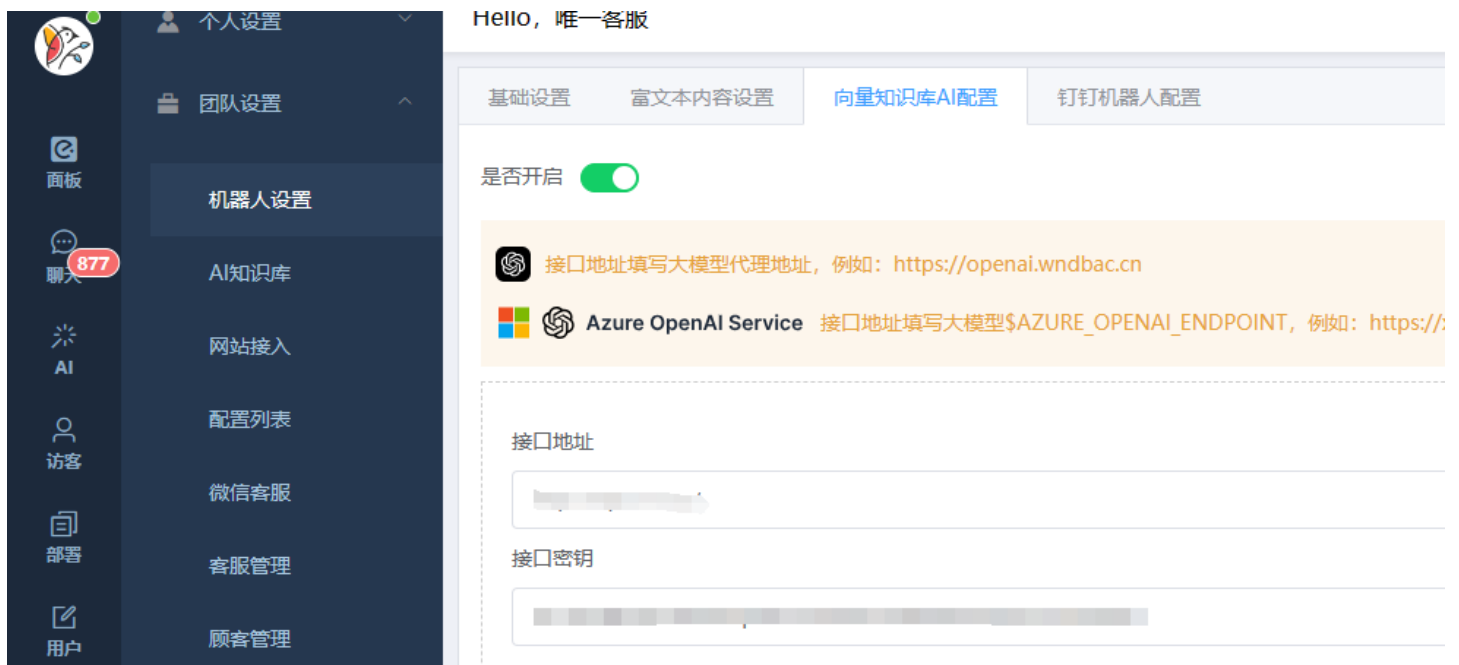 面板
877
聊天
AI
访客
部署
用户
个人设置
团队设置
机器人设置
AI知识库
网站接入
配置列表
微信客服
客服管理
顾客管理
Hello，唯一客服
基础设置 富文本内容设置 向量知识库AI配置 钉钉机器人配置
是否开启
接口地址填写大模型代理地址，例如：https://openai.wndbac.cn
Azure OpenAI Service 接口地址填写大模型$AZURE_OPENAI_ENDPOINT，例如：https://
接口地址
接口密钥